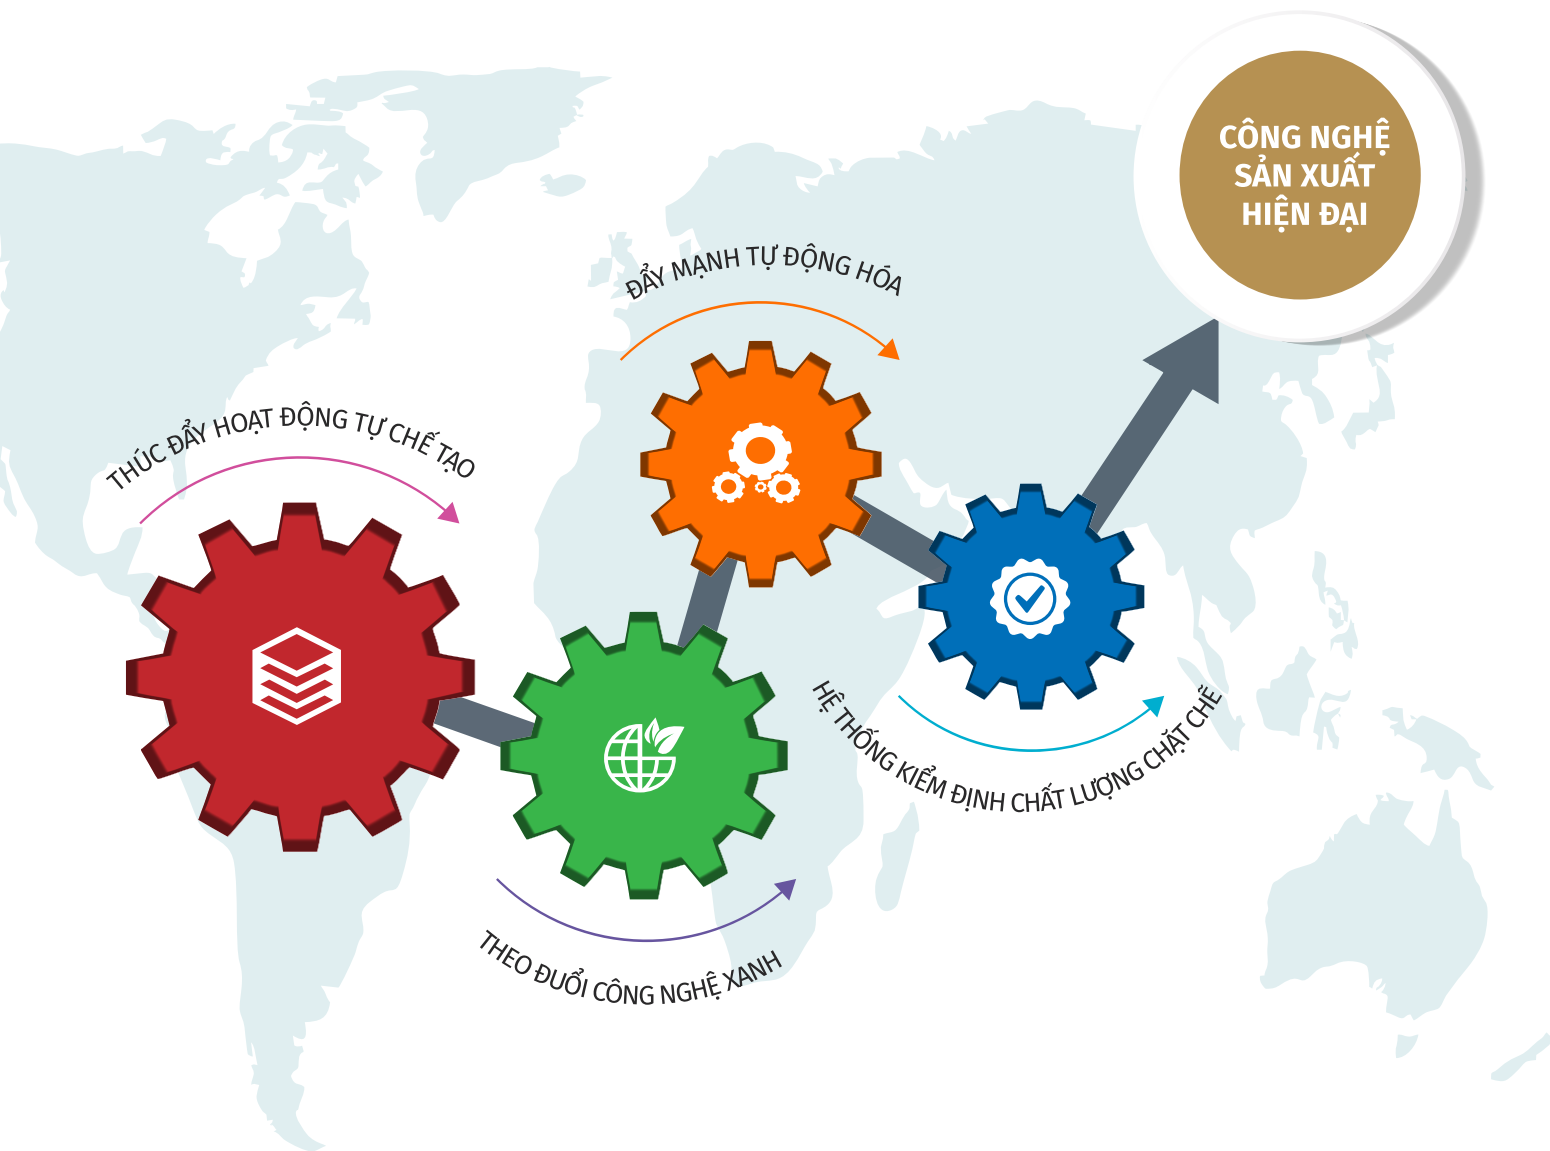 CÔNG NGHỆ
SẢN XUẤT
HIỆN ĐẠI
ĐẨY MẠNH TỰ ĐỘNG HÓA
THÚC ĐẨY HOẠT ĐỘNG TỰ CHẾ TẠO
HỆ THỐNG KIỂM ĐỊNH CHẤT LƯỢNG CHẶT CHẼ
THEO ĐUỔI CÔNG NGHỆ XANH